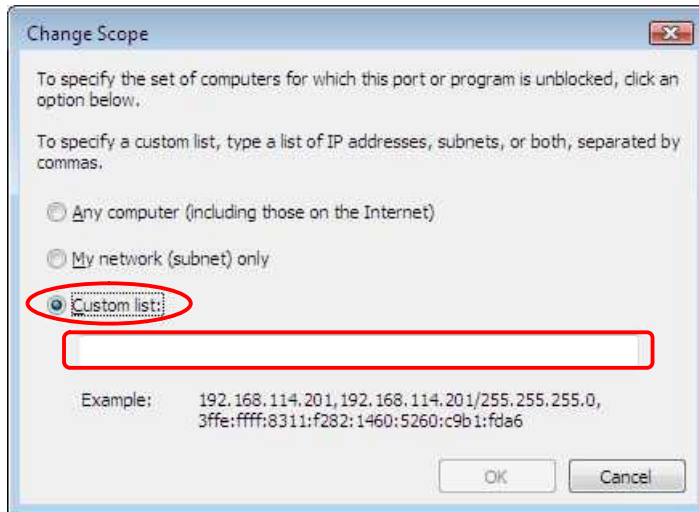 Change Scope
To specify the set of computers for which this port or program is unblocked, click an
option below.
To specify a custom list, type a list of IP addresses, subnets, or both, separated by
commas.
Any computer (including those on the Internet)
My network (subnet) only
Custom list:
Example: 192.168.114.201,192.168.114.201/255.255.255.0,
3ffe:ffff:8311:f282:1460:5260:c9b1:fda6
OK Cancel